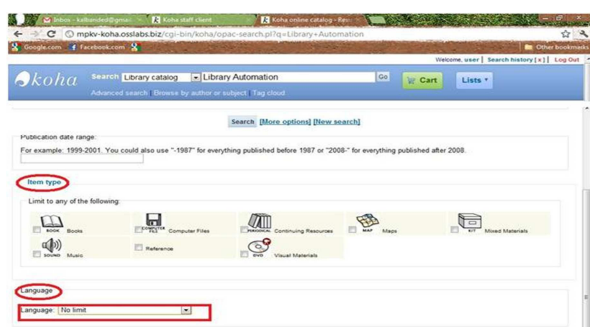 Inbox - kalbanded@gmai
Koha staff client
Koha online catalog - Res
mpkv-koha.osslabs.biz/cgi-bin/koha/opac-search.pl?q=Library+Automation
Google.com Facebook.com
Other bookmarks
Welcome, user | Search history [x] | Log Out
koha Search Library catalog Library Automation Go Cart Lists
Advanced search | Browse by author or subject | Tag cloud
Search [More options] [New search]
Publication date range:
For example: 1999-2001. You could also use "-1987" for everything published before 1987 or "2008-" for everything published after 2008.
Item type
Limit to any of the following:
BOOK Books
COMPUTER FILE Computer Files
PERIODICAL Continuing Resources
MAP Maps
KIT Mixed Materials
SOUND Music
Reference
DVD Visual Materials
Language
Language: No limit